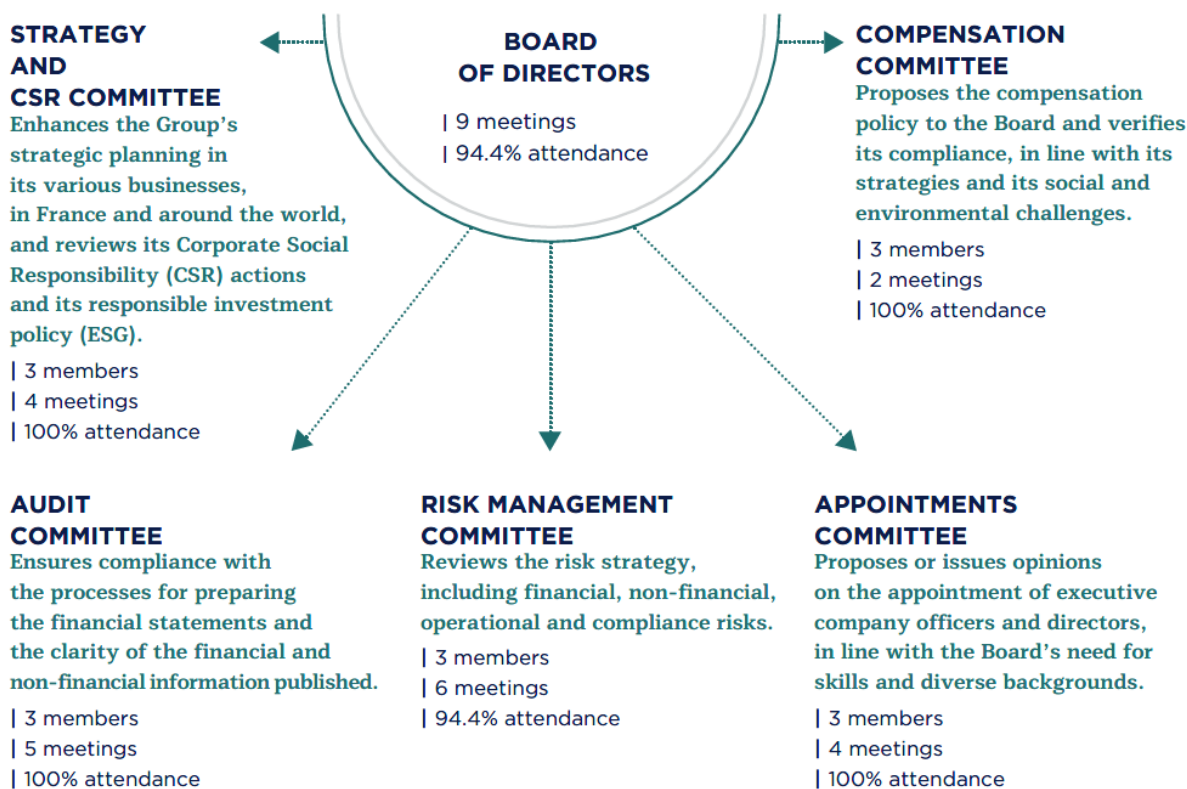 STRATEGY
AND
CSR COMMITTEE
Enhances the Group's
strategic planning in
its various businesses,
in France and around the world,
and reviews its Corporate Social
Responsibility (CSR) actions
and its responsible investment
policy (ESG).
| 3 members
| 4 meetings
| 100% attendance
BOARD
OF DIRECTORS
| 9 meetings
| 94.4% attendance
COMPENSATION
COMMITTEE
Proposes the compensation
policy to the Board and verifies
its compliance, in line with its
strategies and its social and
environmental challenges.
| 3 members
| 2 meetings
| 100% attendance
AUDIT
COMMITTEE
Ensures compliance with
the processes for preparing
the financial statements and
the clarity of the financial and
non-financial information published.
| 3 members
| 5 meetings
| 100% attendance
RISK MANAGEMENT
COMMITTEE
Reviews the risk strategy,
including financial, non-financial,
operational and compliance risks.
| 3 members
| 6 meetings
| 94.4% attendance
APPOINTMENTS
COMMITTEE
Proposes or issues opinions
on the appointment of executive
company officers and directors,
in line with the Board's need for
skills and diverse backgrounds.
| 3 members
| 4 meetings
| 100% attendance